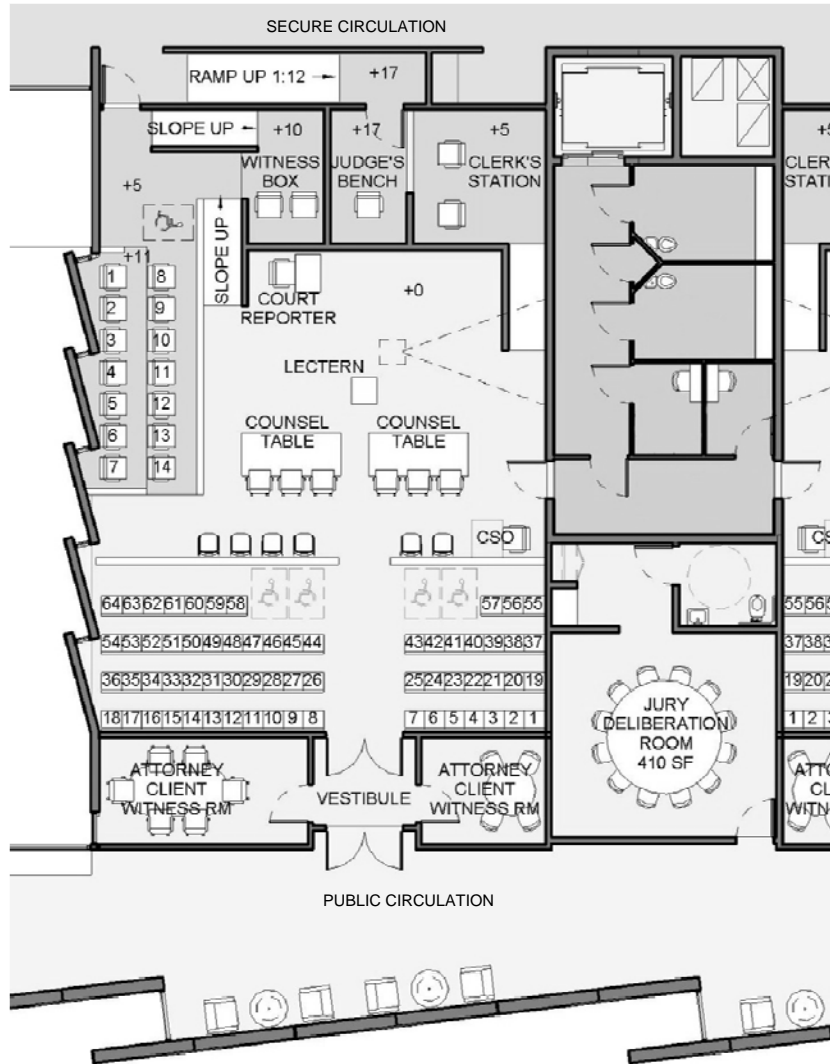 SECURE CIRCULATION
RAMP UP 1:12
+17
SLOPE UP
+10
WITNESS
BOX
+17
JUDGE'S
BENCH
+5
CLERK'S
STATION
+5
SLOPE UP
+11
COURT
REPORTER
+0
LECTERN
COUNSEL
TABLE
COUNSEL
TABLE
1 8
2 9
3 10
4 11
5 12
6 13
7 14
CSO
64 63 62 61 60 59 58
57 56 55
54 53 52 51 50 49 48 47 46 45 44
43 42 41 40 39 38 37
36 35 34 33 32 31 30 29 28 27 26
25 24 23 22 21 20 19
18 17 16 15 14 13 12 11 10 9 8
7 6 5 4 3 2 1
ATTORNEY
CLIENT
WITNESS RM
VESTIBULE
ATTORNEY
CLIENT
WITNESS RM
JURY
DELIBERATION
ROOM
410 SF
PUBLIC CIRCULATION